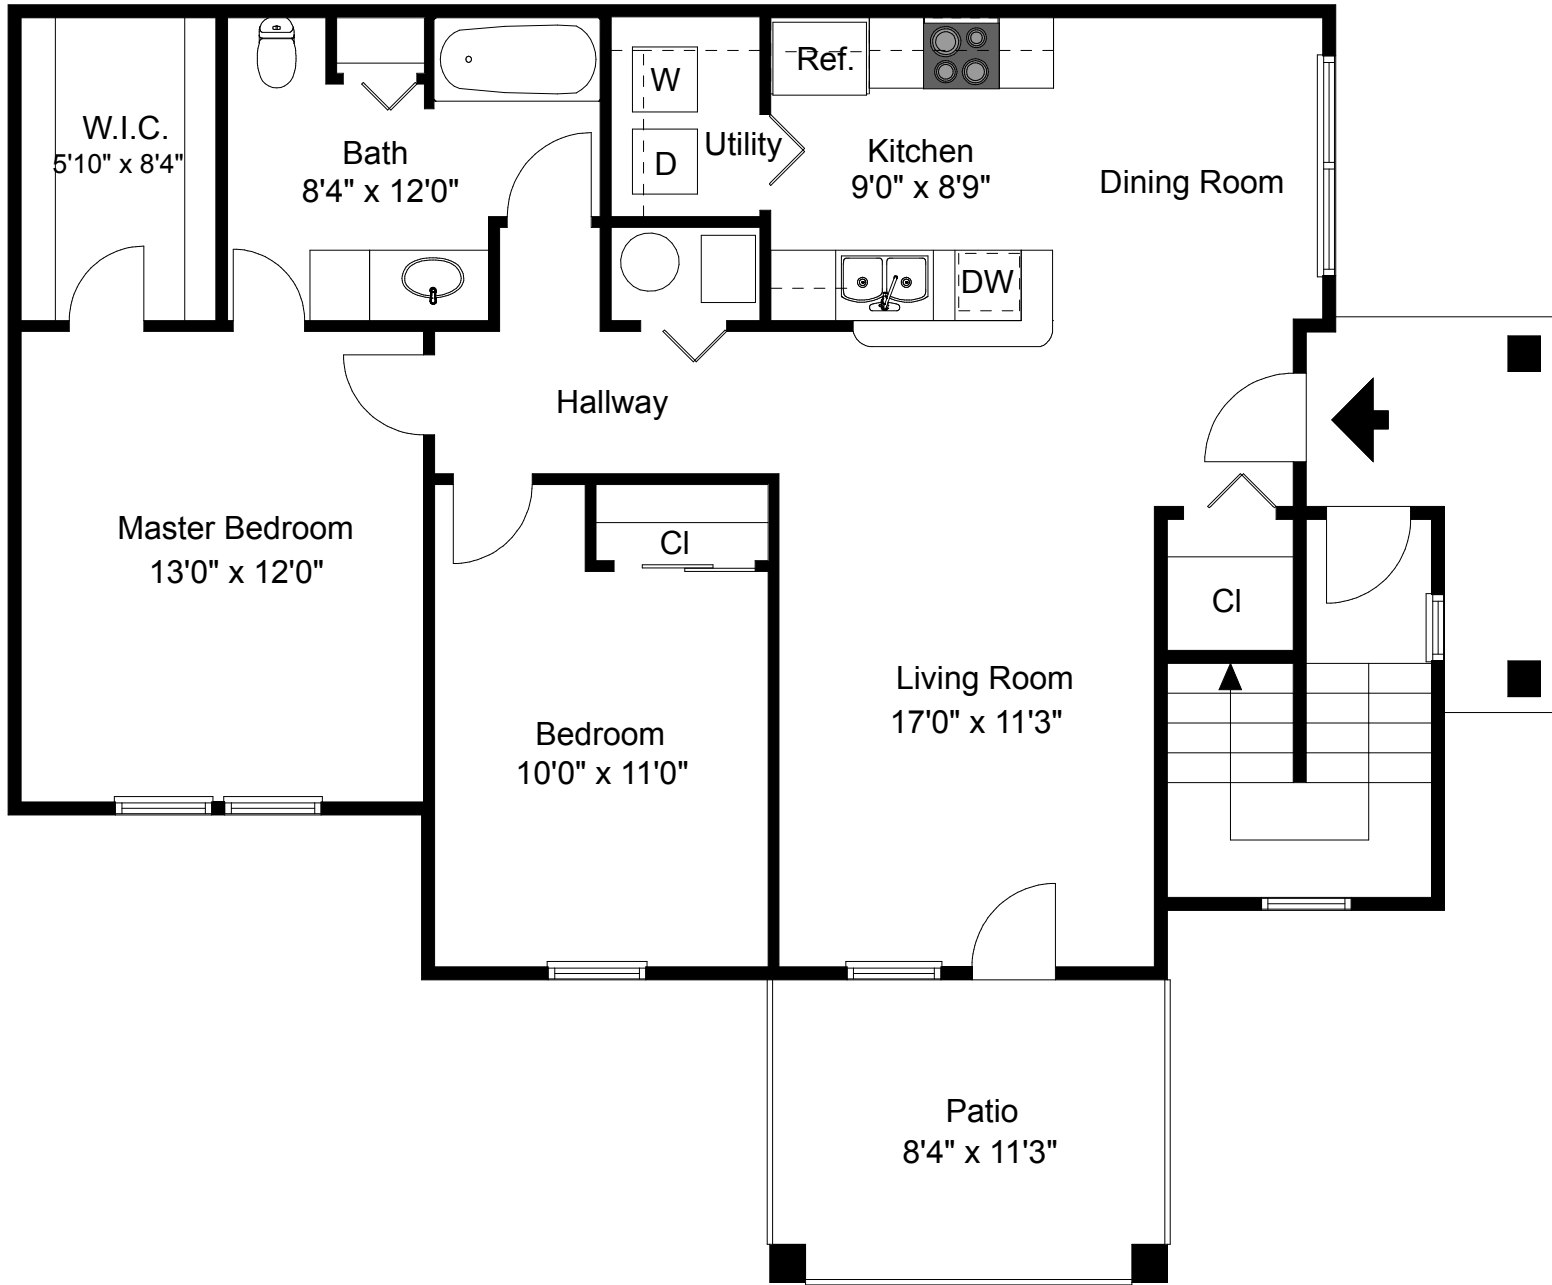 W.I.C.
5'10" x 8'4"
Bath
8'4" x 12'0"
W
D
Utility
Ref.
Kitchen
9'0" x 8'9"
Dining Room
DW
Hallway
Master Bedroom
13'0" x 12'0"
Cl
Bedroom
10'0" x 11'0"
Living Room
17'0" x 11'3"
Cl
Patio
8'4" x 11'3"